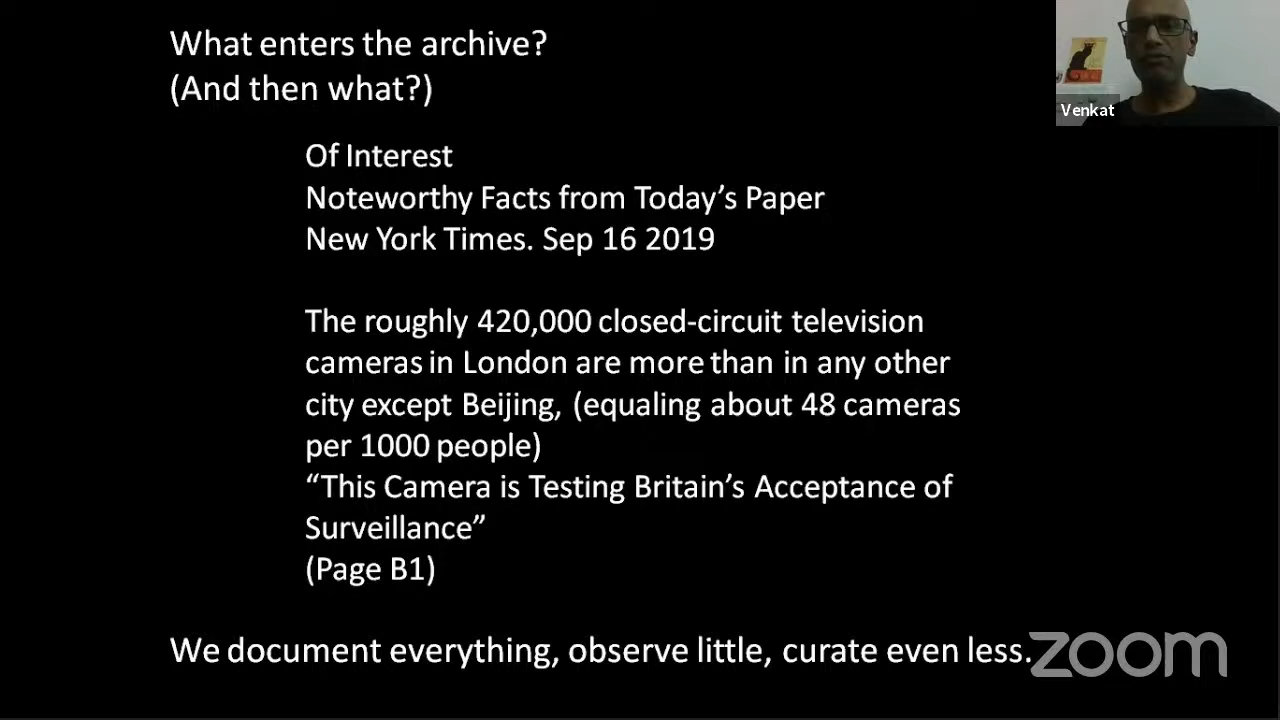 What enters the archive?
(And then what?)
Venkat
Of Interest
Noteworthy Facts from Today's Paper
New York Times. Sep 16 2019
The roughly 420,000 closed-circuit television
cameras in London are more than in any other
city except Beijing, (equaling about 48 cameras
per 1000 people)
“This Camera is Testing Britain's Acceptance of
Surveillance”
(Page B1)
We document everything, observe little, curate even less.
zoom